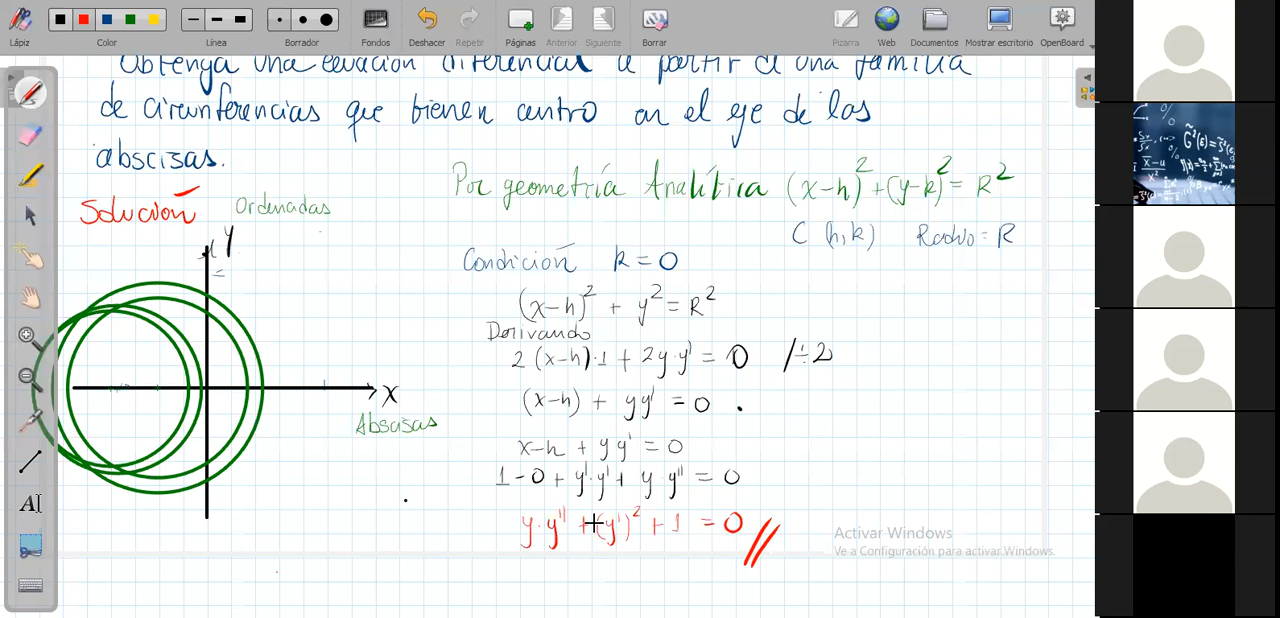 Lápiz Color Línea Borrador Fondos Deshacer Repetir Páginas Anterior Siguiente Borrar Pizarra Web Documentos Mostrar escritorio OpenBoard
Obtenga una ecuación diferencial a partir de una familia
de circunferencias que tienen centro en el eje de las
abscisas.
Por geometría Analítica (x-h)² + (y-k)² = R²
Solución
Ordenadas
C (h,k) Radio = R
y
Condición k = 0
(x-h)² + y² = R²
Derivando
2 (x-h)·1 + 2y·y' = 0 /÷2
x
(x-h) + yy' = 0 .
Abscisas
x-h + yy' = 0
1 - 0 + y'·y' + y·y'' = 0
y·y'' + (y')² + 1 = 0 //
Activar Windows
Ve a Configuración para activar Windows.
AI